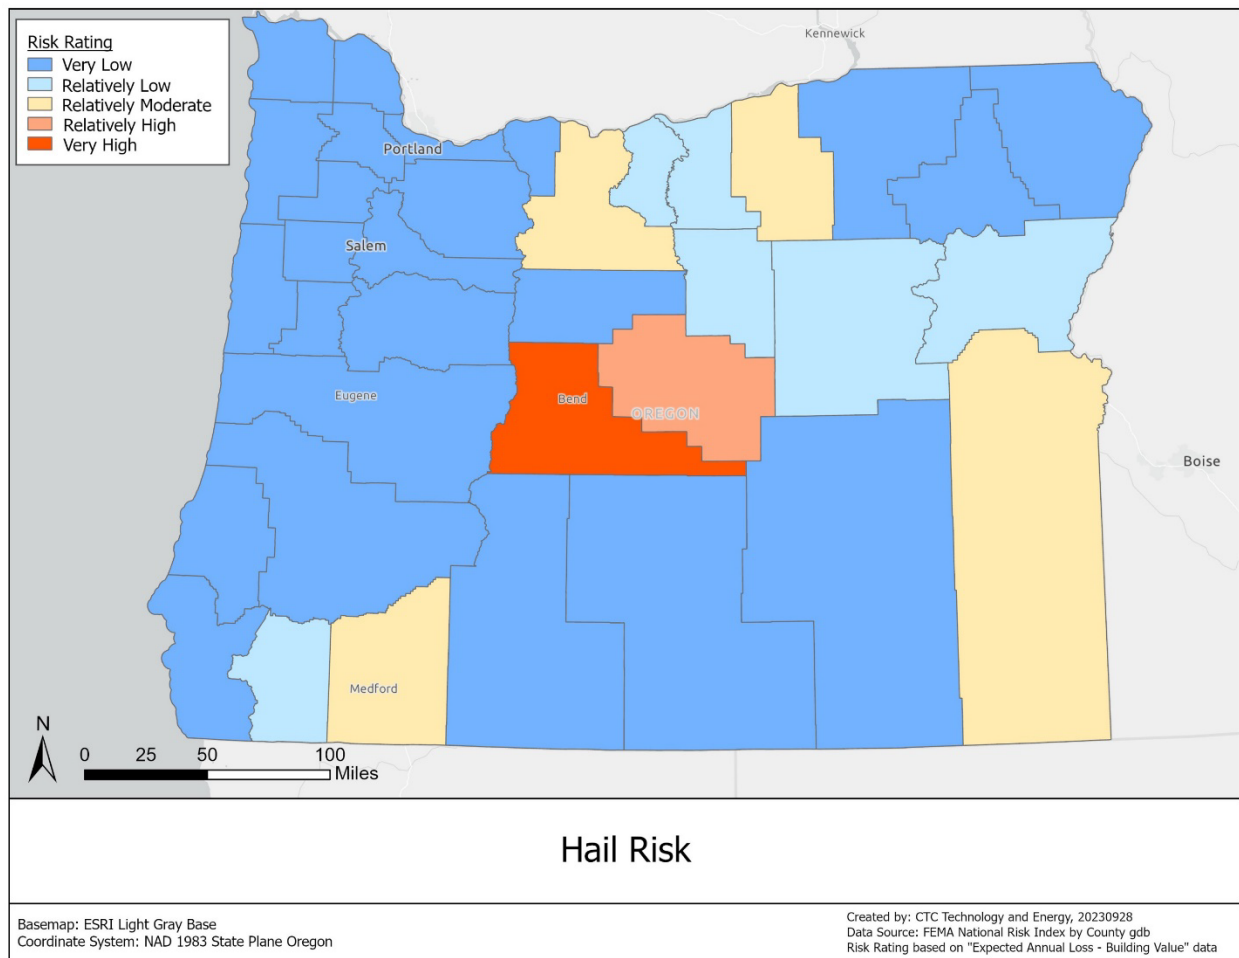 Risk Rating
Very Low
Relatively Low
Relatively Moderate
Relatively High
Very High
Kennewick
Portland
Salem
Eugene
Bend
OREGON
Boise
Medford
N
0 25 50 100
Miles
Hail Risk
Basemap: ESRI Light Gray Base
Coordinate System: NAD 1983 State Plane Oregon
Created by: CTC Technology and Energy, 20230928
Data Source: FEMA National Risk Index by County gdb
Risk Rating based on "Expected Annual Loss - Building Value" data